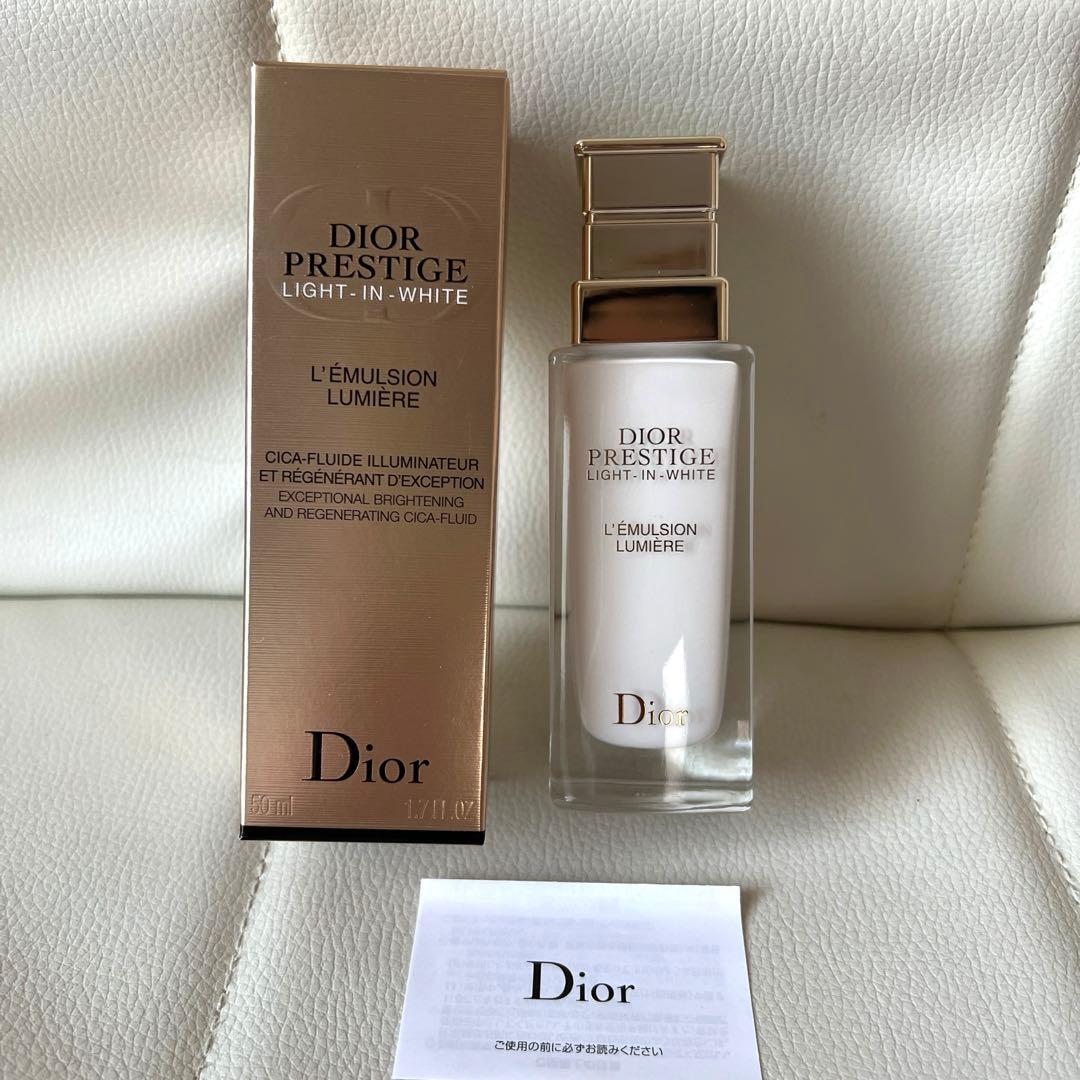 DIOR
PRESTIGE
LIGHT-IN-WHITE
L'ÉMULSION
LUMIÈRE
CICA-FLUIDE ILLUMINATEUR
ET RÉGÉNÉRANT D'EXCEPTION
EXCEPTIONAL BRIGHTENING
AND REGENERATING CICA-FLUID
Dior
50 ml 1.7 fl.oz
DIOR
PRESTIGE
LIGHT-IN-WHITE
L'ÉMULSION
LUMIÈRE
Dior
Dior
ご使用の前に必ずお読みください